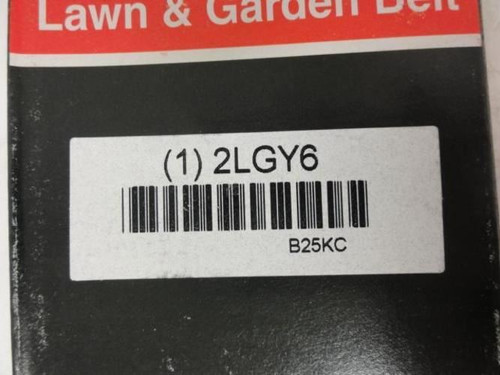 Lawn & Garden Belt
(1) 2LGY6
B25KC